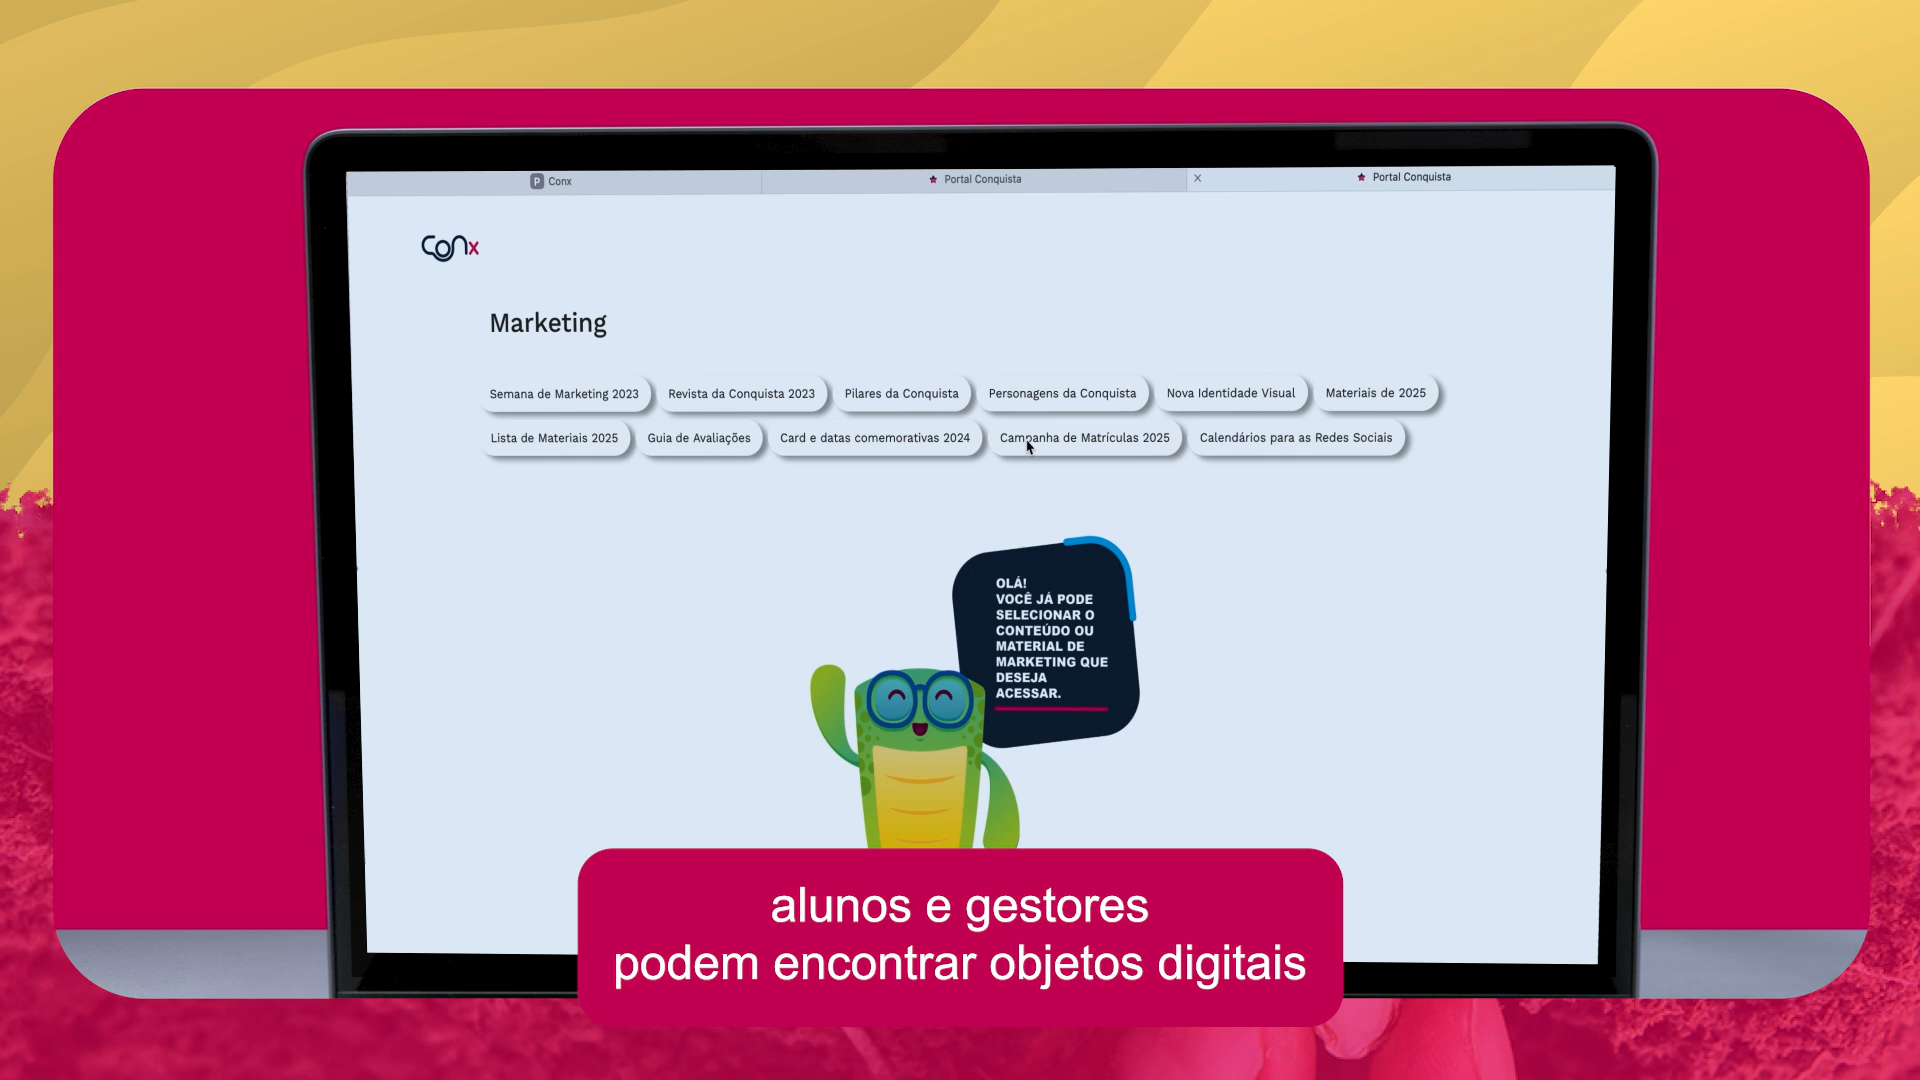 P Conx
Portal Conquista
X Portal Conquista
Conx
Marketing
Semana de Marketing 2023 Revista da Conquista 2023 Pilares da Conquista Personagens da Conquista Nova Identidade Visual Materiais de 2025
Lista de Materiais 2025 Guia de Avaliações Card e datas comemorativas 2024 Campanha de Matrículas 2025 Calendários para as Redes Sociais
OLÁ!
VOCÊ JÁ PODE
SELECIONAR O
CONTEÚDO OU
MATERIAL DE
MARKETING QUE
DESEJA
ACESSAR.
alunos e gestores
podem encontrar objetos digitais